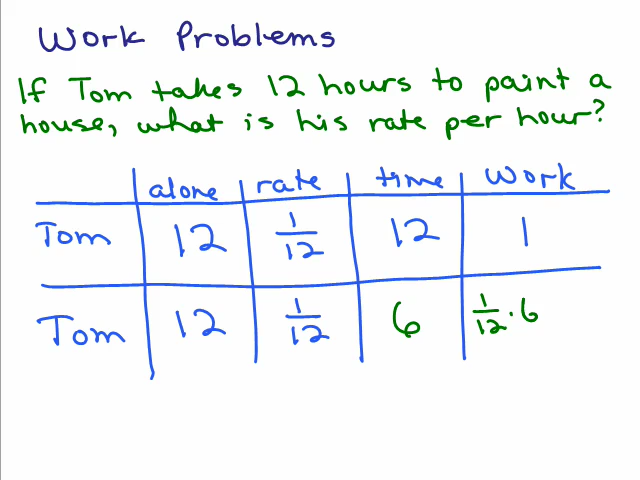 Work Problems
If Tom takes 12 hours to paint a
house, what is his rate per hour?
alone rate time Work
Tom 12 1/12 12 1
Tom 12 1/12 6 1/12 · 6